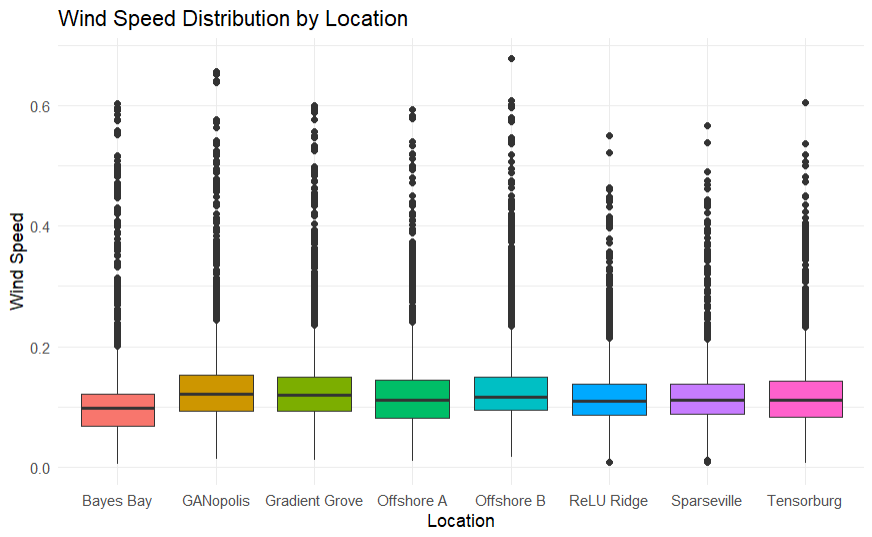 Wind Speed Distribution by Location
Wind Speed
0.6
0.4
0.2
0.0
Bayes Bay GANopolis Gradient Grove Offshore A Offshore B ReLU Ridge Sparseville Tensorburg
Location